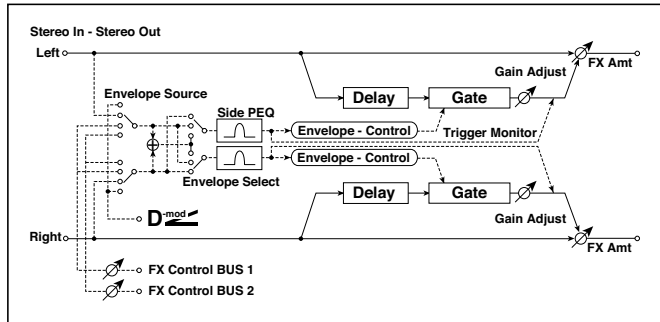 Stereo In - Stereo Out
Left
FX Amt
Gain Adjust
Envelope Source
Side PEQ
Delay
Gate
Envelope - Control
Trigger Monitor
Envelope - Control
Envelope Select
D-mod
Delay
Gate
Gain Adjust
Right
FX Amt
FX Control BUS 1
FX Control BUS 2